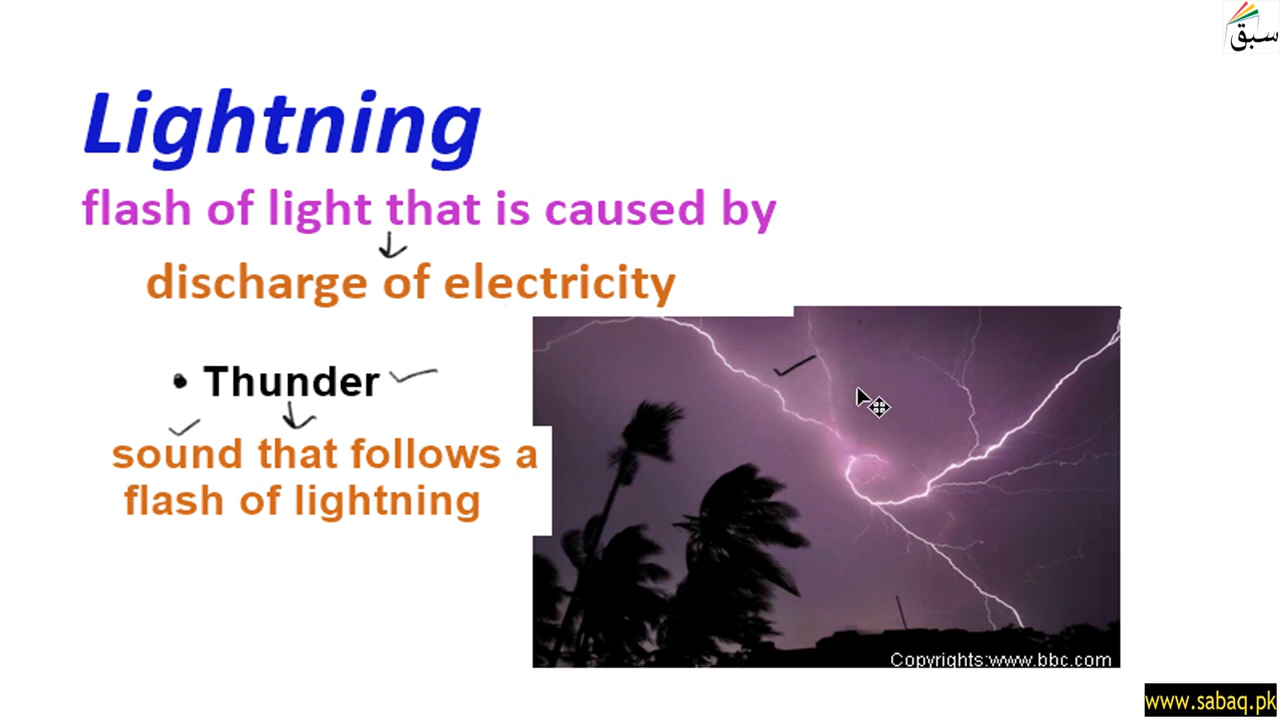 سبق
Lightning
flash of light that is caused by
discharge of electricity
• Thunder
sound that follows a
flash of lightning
Copyrights:www.bbc.com
www.sabaq.pk